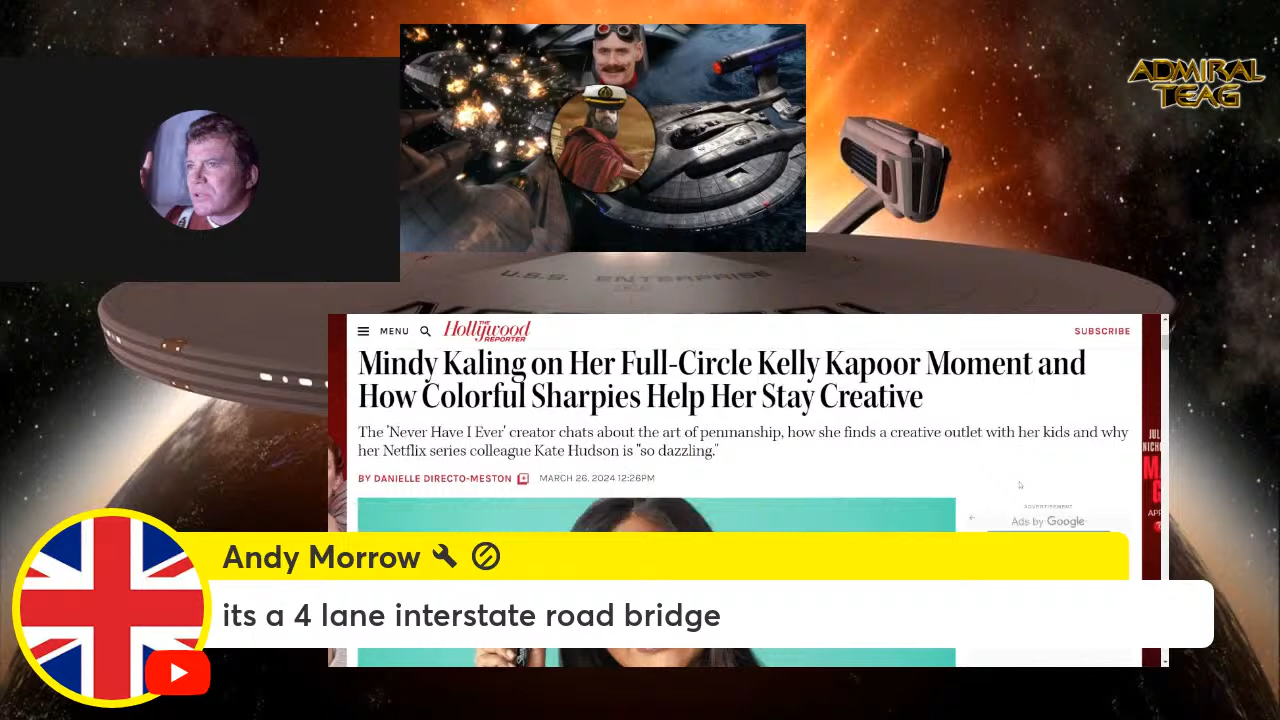 ADMIRAL
TEAG
U.S.S. ENTERPRISE
MENU
THE
Hollywood
REPORTER
SUBSCRIBE
Mindy Kaling on Her Full-Circle Kelly Kapoor Moment and
How Colorful Sharpies Help Her Stay Creative
The 'Never Have I Ever' creator chats about the art of penmanship, how she finds a creative outlet with her kids and why
her Netflix series colleague Kate Hudson is "so dazzling."
BY DANIELLE DIRECTO-MESTON
MARCH 26, 2024 12:26PM
ADVERTISEMENT
Ads by Google
Andy Morrow
its a 4 lane interstate road bridge